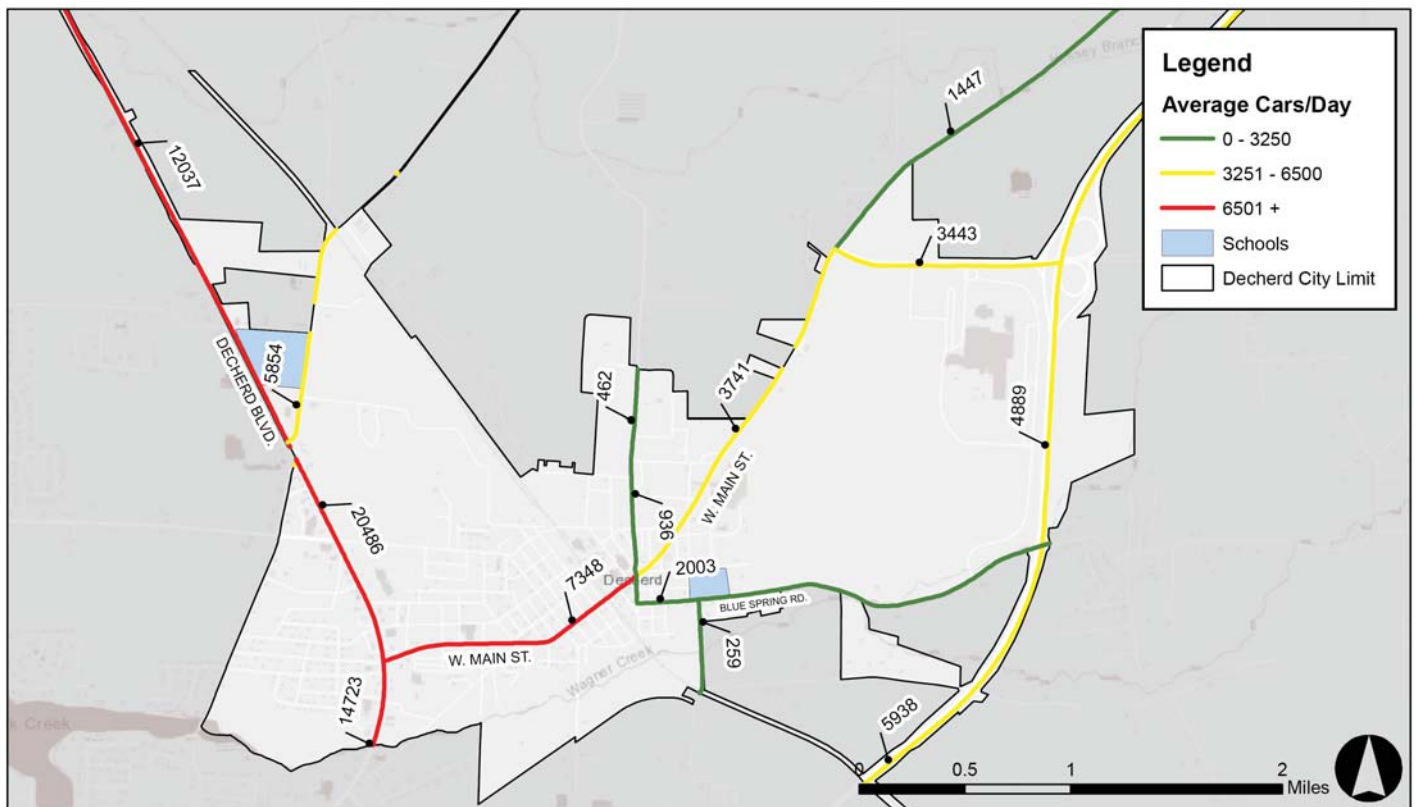 Legend
Average Cars/Day
0 - 3250
3251 - 6500
6501 +
Schools
Decherd City Limit
1447
12037
3443
5854
DECHERD BLVD.
462
3741
4889
W. MAIN ST.
20486
936
7348
Decherd
2003
BLUE SPRING RD.
259
W. MAIN ST.
Wagner Creek
14723
Creek
5938
0
0.5
1
2
Miles